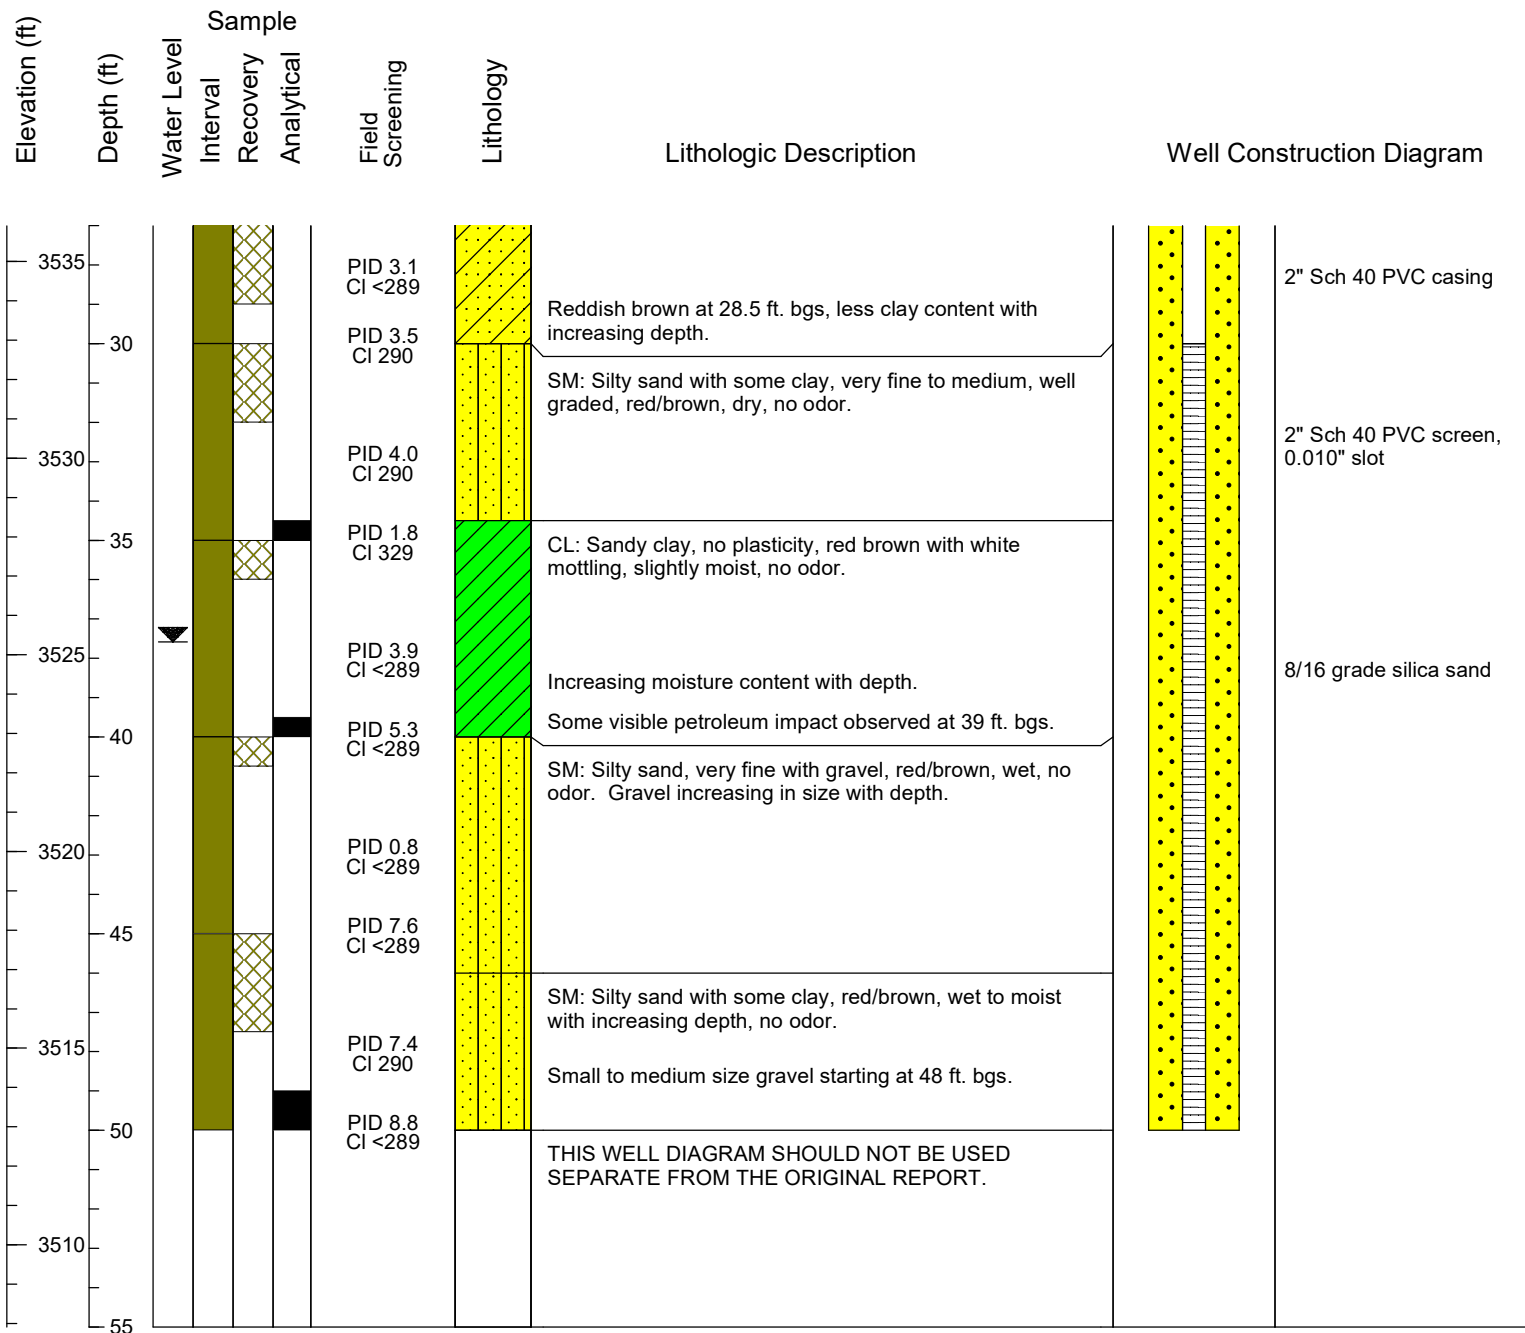 Elevation (ft)
Depth (ft)
Water Level
Sample
Interval
Recovery
Analytical
Field
Screening
Lithology
Lithologic Description
Well Construction Diagram
3535
PID 3.1
Cl <289
2" Sch 40 PVC casing
Reddish brown at 28.5 ft. bgs, less clay content with
increasing depth.
30
PID 3.5
Cl 290
SM: Silty sand with some clay, very fine to medium, well
graded, red/brown, dry, no odor.
3530
PID 4.0
Cl 290
2" Sch 40 PVC screen,
0.010" slot
35
PID 1.8
Cl 329
CL: Sandy clay, no plasticity, red brown with white
mottling, slightly moist, no odor.
3525
PID 3.9
Cl <289
8/16 grade silica sand
Increasing moisture content with depth.
Some visible petroleum impact observed at 39 ft. bgs.
40
PID 5.3
Cl <289
SM: Silty sand, very fine with gravel, red/brown, wet, no
odor.  Gravel increasing in size with depth.
3520
PID 0.8
Cl <289
45
PID 7.6
Cl <289
SM: Silty sand with some clay, red/brown, wet to moist
with increasing depth, no odor.
3515
PID 7.4
Cl 290
Small to medium size gravel starting at 48 ft. bgs.
50
PID 8.8
Cl <289
THIS WELL DIAGRAM SHOULD NOT BE USED
SEPARATE FROM THE ORIGINAL REPORT.
3510
55